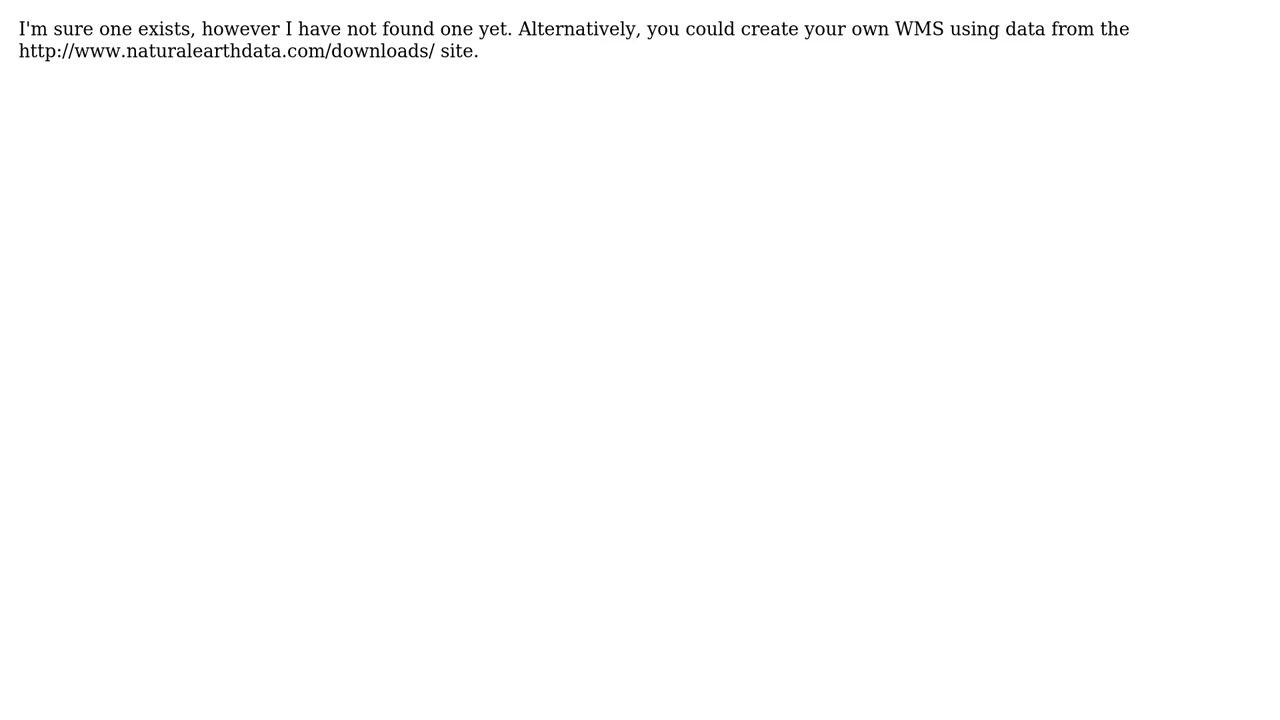 I'm sure one exists, however I have not found one yet. Alternatively, you could create your own WMS using data from the
http://www.naturalearthdata.com/downloads/ site.